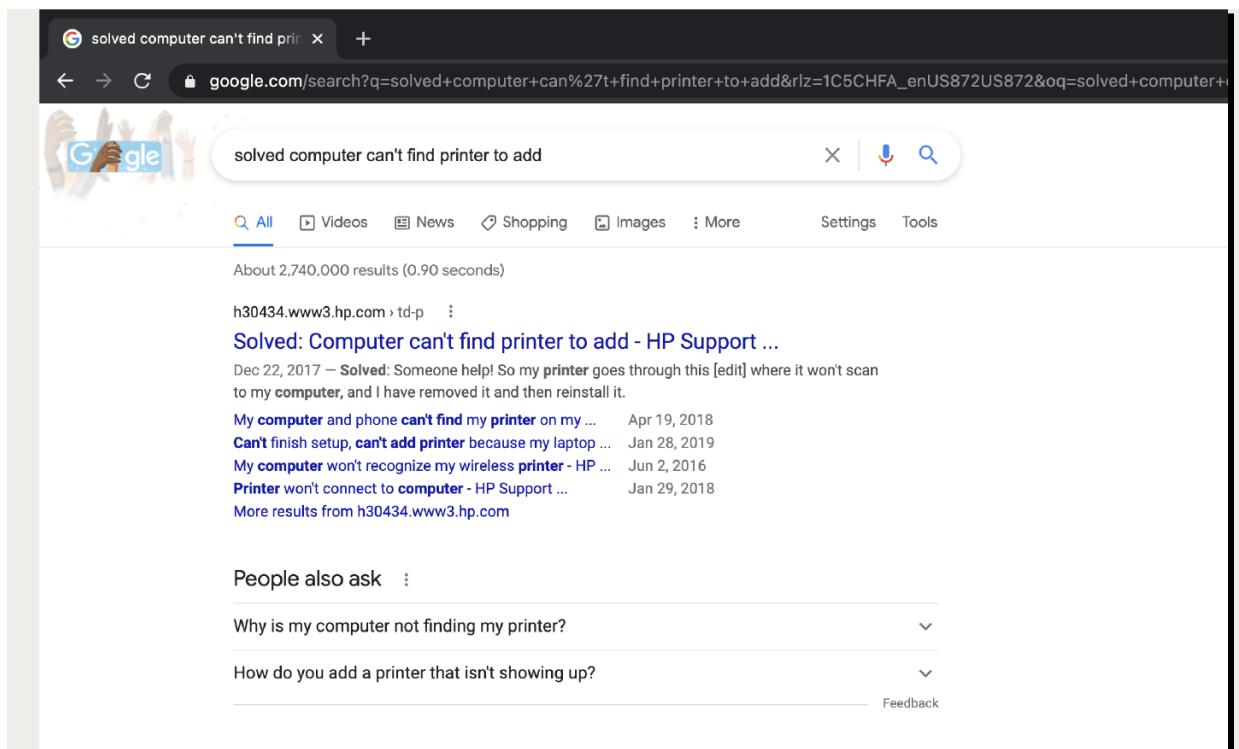 solved computer can't find prin
google.com/search?q=solved+computer+can%27t+find+printer+to+add&rlz=1C5CHFA_enUS872US872&oq=solved+computer+
Google
solved computer can't find printer to add
All Videos News Shopping Images More Settings Tools
About 2,740,000 results (0.90 seconds)
h30434.www3.hp.com › td-p
Solved: Computer can't find printer to add - HP Support ...
Dec 22, 2017 — Solved: Someone help! So my printer goes through this [edit] where it won't scan
to my computer, and I have removed it and then reinstall it.
My computer and phone can't find my printer on my ... Apr 19, 2018
Can't finish setup, can't add printer because my laptop ... Jan 28, 2019
My computer won't recognize my wireless printer - HP ... Jun 2, 2016
Printer won't connect to computer - HP Support ... Jan 29, 2018
More results from h30434.www3.hp.com
People also ask
Why is my computer not finding my printer?
How do you add a printer that isn't showing up?
Feedback